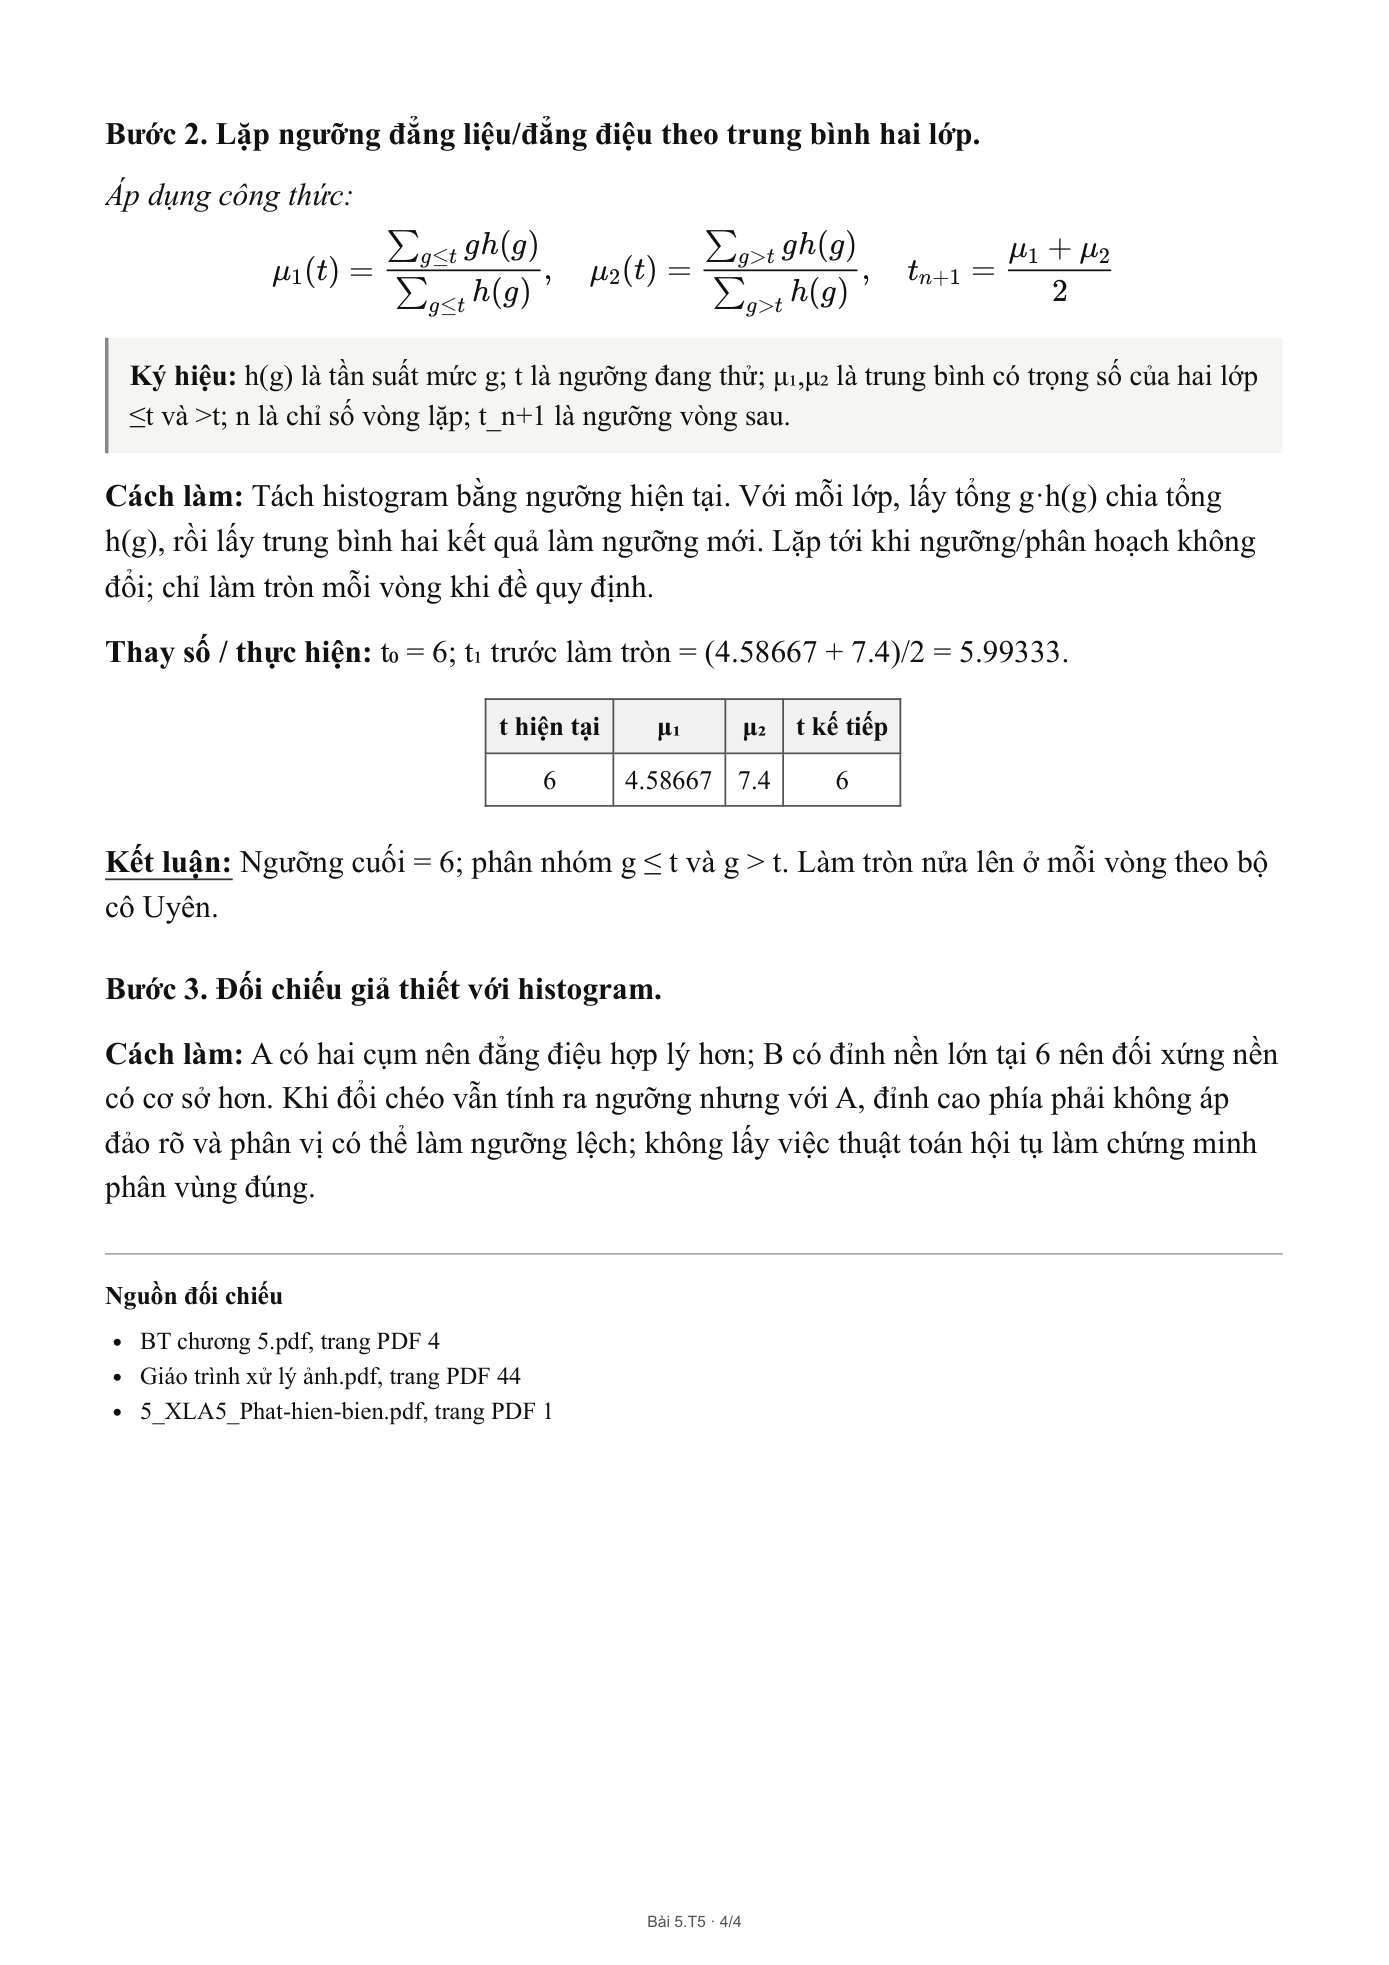 Bước 2. Lặp ngưỡng đẳng liệu/đẳng điệu theo trung bình hai lớp.
Áp dụng công thức:
μ₁(t) = ∑_{g≤t} gh(g) / ∑_{g≤t} h(g), μ₂(t) = ∑_{g>t} gh(g) / ∑_{g>t} h(g), t_{n+1} = (μ₁ + μ₂) / 2
Ký hiệu: h(g) là tần suất mức g; t là ngưỡng đang thử; μ₁,μ₂ là trung bình có trọng số của hai lớp
≤t và >t; n là chỉ số vòng lặp; t_n+1 là ngưỡng vòng sau.
Cách làm: Tách histogram bằng ngưỡng hiện tại. Với mỗi lớp, lấy tổng g·h(g) chia tổng
h(g), rồi lấy trung bình hai kết quả làm ngưỡng mới. Lặp tới khi ngưỡng/phân hoạch không
đổi; chỉ làm tròn mỗi vòng khi đề quy định.
Thay số / thực hiện: t₀ = 6; t₁ trước làm tròn = (4.58667 + 7.4)/2 = 5.99333.
t hiện tại μ₁ μ₂ t kế tiếp
6 4.58667 7.4 6
Kết luận: Ngưỡng cuối = 6; phân nhóm g ≤ t và g > t. Làm tròn nửa lên ở mỗi vòng theo bộ
cô Uyên.
Bước 3. Đối chiếu giả thiết với histogram.
Cách làm: A có hai cụm nên đẳng điệu hợp lý hơn; B có đỉnh nền lớn tại 6 nên đối xứng nền
có cơ sở hơn. Khi đổi chéo vẫn tính ra ngưỡng nhưng với A, đỉnh cao phía phải không áp
đảo rõ và phân vị có thể làm ngưỡng lệch; không lấy việc thuật toán hội tụ làm chứng minh
phân vùng đúng.
Nguồn đối chiếu
• BT chương 5.pdf, trang PDF 4
• Giáo trình xử lý ảnh.pdf, trang PDF 44
• 5_XLA5_Phat-hien-bien.pdf, trang PDF 1
Bài 5.T5 · 4/4